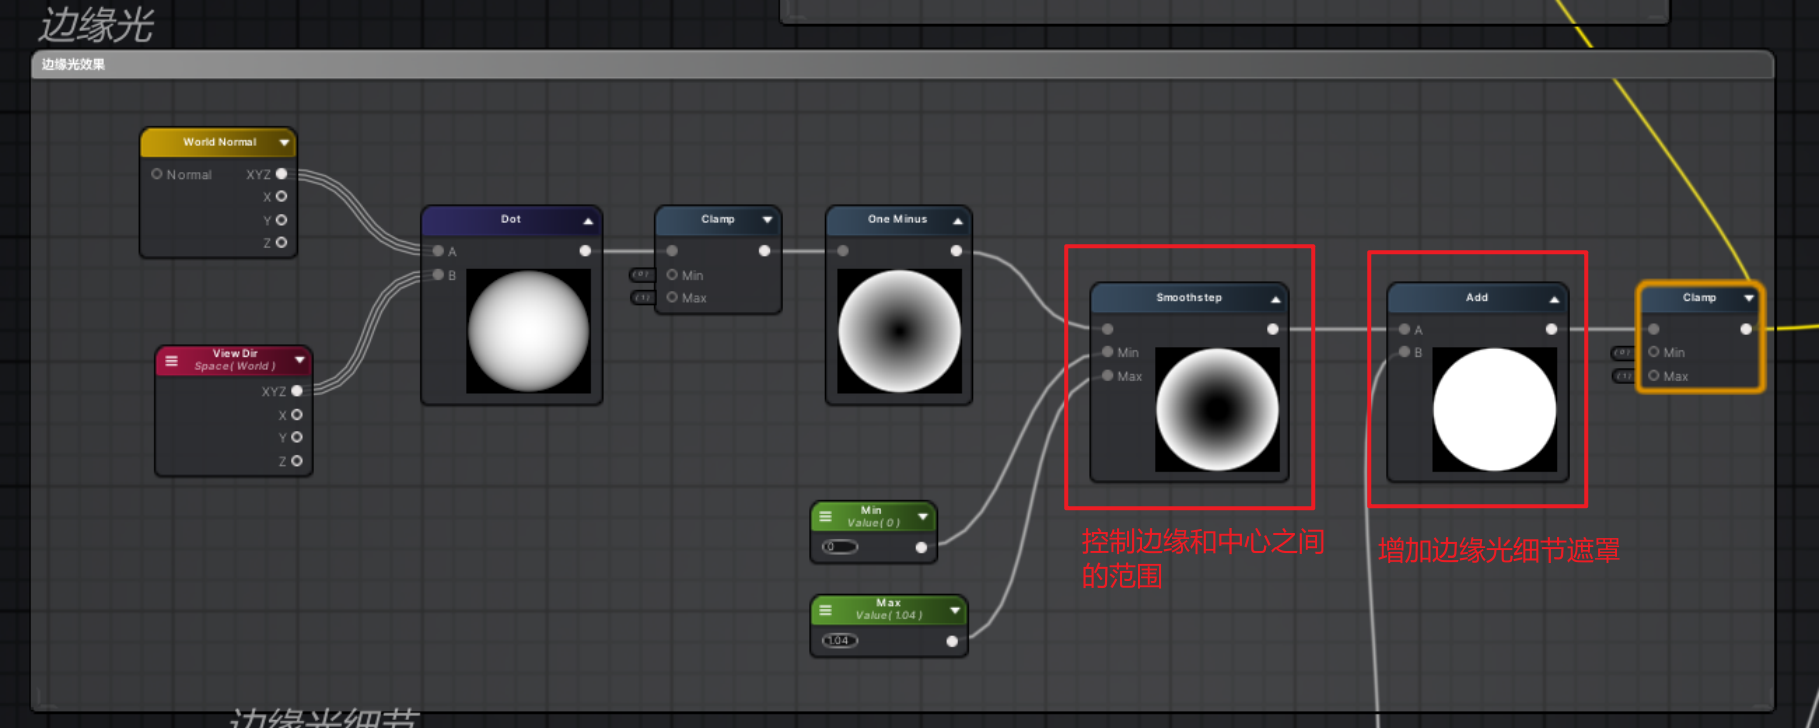 边缘光
边缘光效果
World Normal
Normal
XYZ
X
Y
Z
View Dir
Space( World )
XYZ
X
Y
Z
Dot
A
B
Clamp
(0)
Min
(1)
Max
One Minus
Min
Value( 0 )
0
Max
Value( 1.04 )
1.04
Smoothstep
Min
Max
控制边缘和中心之间
的范围
Add
A
B
增加边缘光细节遮罩
Clamp
(0)
Min
(1)
Max
边缘光细节